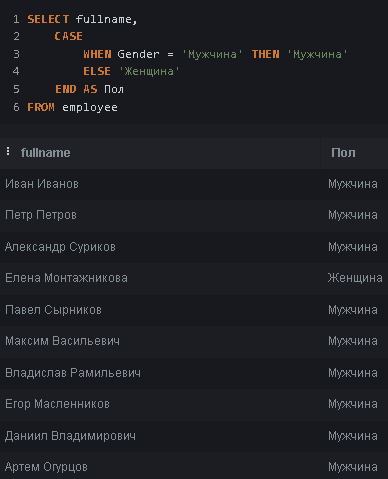 1 SELECT fullname,
2 CASE
3 WHEN Gender = 'Мужчина' THEN 'Мужчина'
4 ELSE 'Женщина'
5 END AS Пол
6 FROM employee
fullname Пол
Иван Иванов Мужчина
Петр Петров Мужчина
Александр Суриков Мужчина
Елена Монтажникова Женщина
Павел Сырников Мужчина
Максим Васильевич Мужчина
Владислав Рамильевич Мужчина
Егор Масленников Мужчина
Даниил Владимирович Мужчина
Артем Огурцов Мужчина